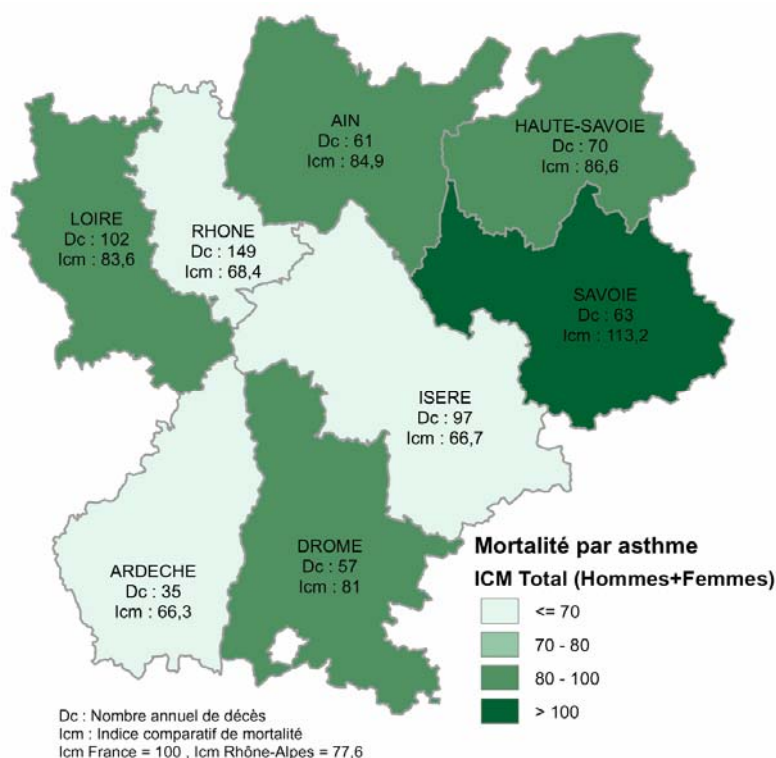 AIN
Dc : 61
Icm : 84,9
HAUTE-SAVOIE
Dc : 70
Icm : 86,6
LOIRE
Dc : 102
Icm : 83,6
RHONE
Dc : 149
Icm : 68,4
SAVOIE
Dc : 63
Icm : 113,2
ISERE
Dc : 97
Icm : 66,7
ARDECHE
Dc : 35
Icm : 66,3
DROME
Dc : 57
Icm : 81
Mortalité par asthme
ICM Total (Hommes+Femmes)
<= 70
70 - 80
80 - 100
> 100
Dc : Nombre annuel de décès
Icm : Indice comparatif de mortalité
Icm France = 100 , Icm Rhône-Alpes = 77,6